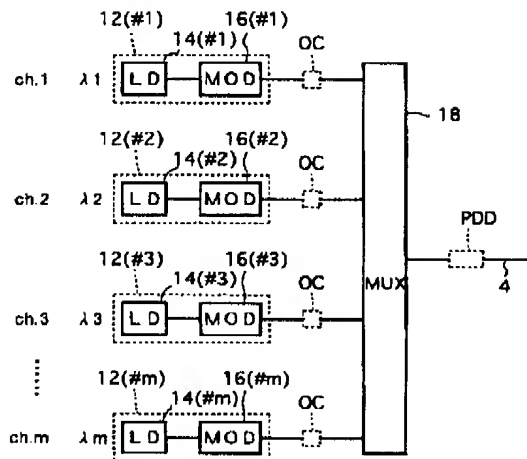 12(#1) 16(#1) OC
14(#1)
ch.1 λ1 LD MOD
18
12(#2) 16(#2) OC
14(#2)
ch.2 λ2 LD MOD
PDD
12(#3) 16(#3) OC
14(#3)
MUX 4
ch.3 λ3 LD MOD
12(#m) 16(#m) OC
14(#m)
ch.m λm LD MOD